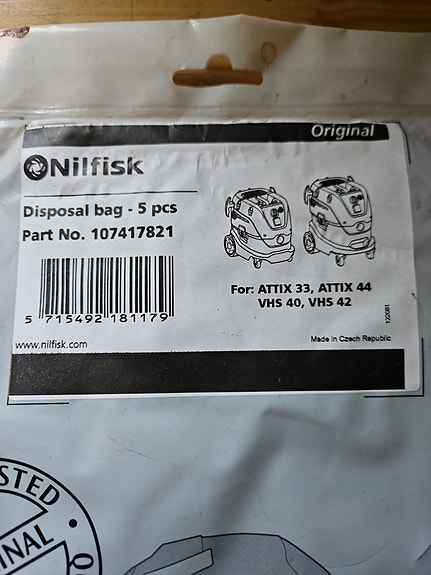 Original
Nilfisk
Disposal bag - 5 pcs
Part No. 107417821
For: ATTIX 33, ATTIX 44
VHS 40, VHS 42
5 715492 181179
122081
www.nilfisk.com
Made in Czech Republic
STED
INAL